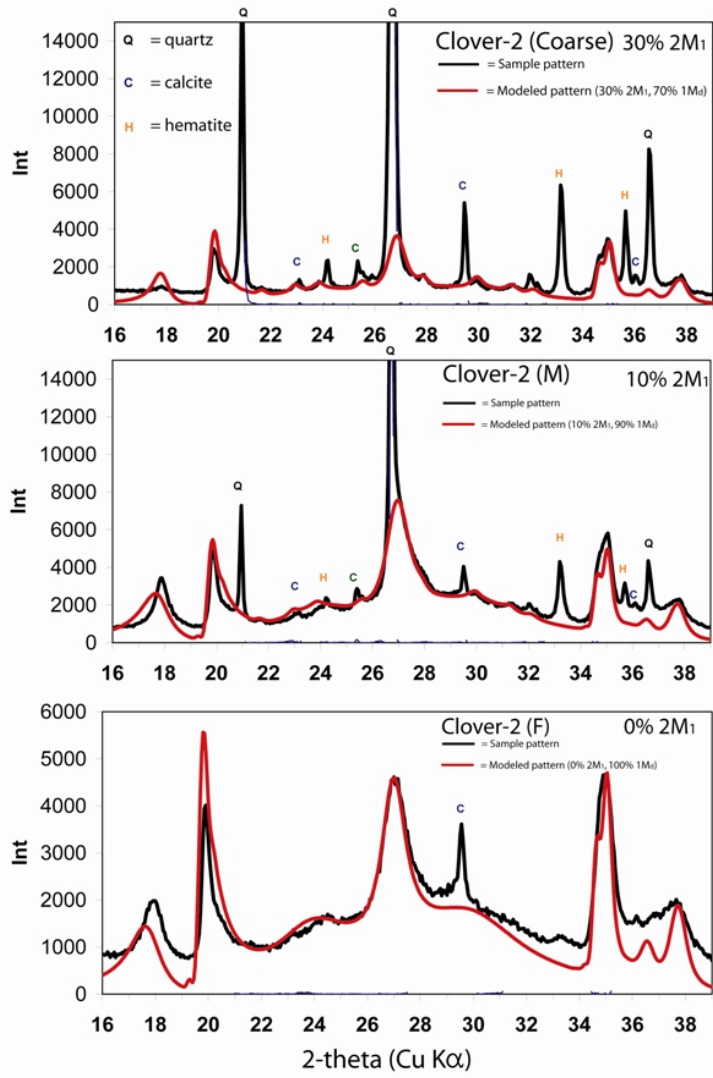 Q
Q
Clover-2 (Coarse) 30% 2M1
= Sample pattern
= Modeled pattern (30% 2M1, 70% 1Md)
Q = quartz
C = calcite
H = hematite
14000
12000
10000
8000
6000
4000
2000
0
Int
Q
H
C
H
H
C
C
C
16 18 20 22 24 26 28 30 32 34 36 38
Q
Clover-2 (M) 10% 2M1
= Sample pattern
= Modeled pattern (10% 2M1, 90% 1Md)
14000
12000
10000
8000
6000
4000
2000
0
Int
Q
C
H
Q
C
H
C
H
C
16 18 20 22 24 26 28 30 32 34 36 38
Clover-2 (F) 0% 2M1
= Sample pattern
= Modeled pattern (0% 2M1, 100% 1Md)
6000
5000
4000
3000
2000
1000
0
Int
C
16 18 20 22 24 26 28 30 32 34 36 38
2-theta (Cu Kα)